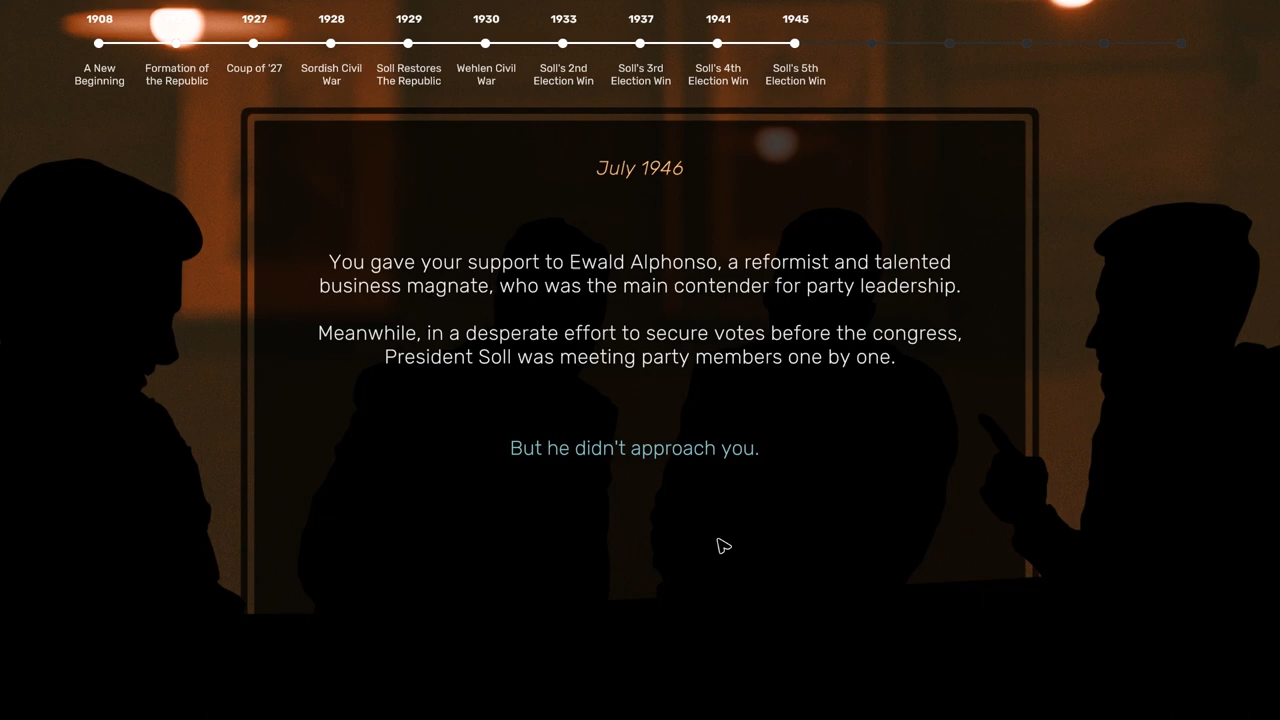 1908
1927
1928
1929
1930
1933
1937
1941
1945
A New
Beginning
Formation of
the Republic
Coup of '27
Sordish Civil
War
Soll Restores
The Republic
Wehlen Civil
War
Soll's 2nd
Election Win
Soll's 3rd
Election Win
Soll's 4th
Election Win
Soll's 5th
Election Win
July 1946
You gave your support to Ewald Alphonso, a reformist and talented
business magnate, who was the main contender for party leadership.
Meanwhile, in a desperate effort to secure votes before the congress,
President Soll was meeting party members one by one.
But he didn't approach you.